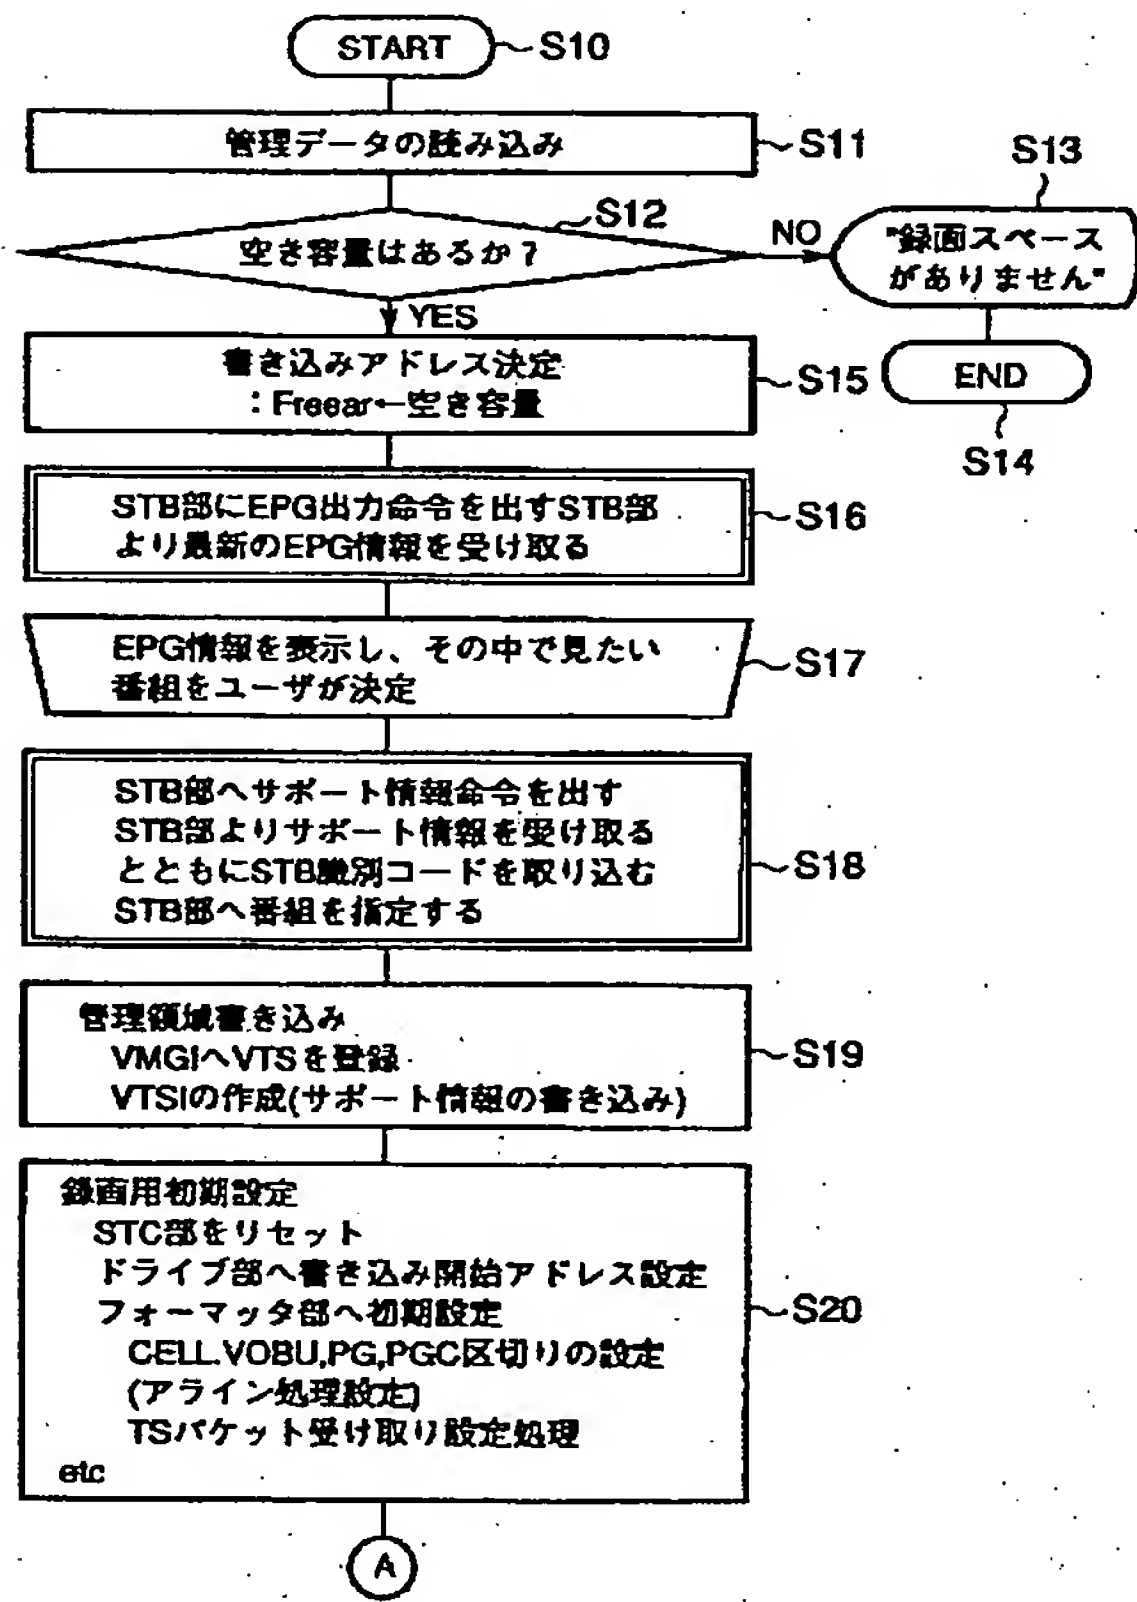 START
S10
管理データの読み込み
S11
空き容量はあるか？
S12
NO
S13
"録画スペース
がありません"
END
S14
YES
書き込みアドレス決定
：Freear←空き容量
S15
STB部にEPG出力命令を出すSTB部
より最新のEPG情報を受け取る
S16
EPG情報を表示し、その中で見たい
番組をユーザが決定
S17
STB部へサポート情報命令を出す
STB部よりサポート情報を受け取る
とともにSTB識別コードを取り込む
STB部へ番組を指定する
S18
管理領域書き込み
VMGIへVTSを登録
VTSIの作成(サポート情報の書き込み)
S19
録画用初期設定
STC部をリセット
ドライブ部へ書き込み開始アドレス設定
フォーマッタ部へ初期設定
CELL.VOBU,PG,PGC区切りの設定
(アライン処理設定)
TSパケット受け取り設定処理
etc
S20
A